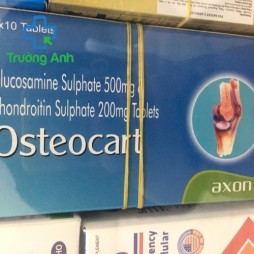 x10 Tablets
Trường Anh
lucosamine Sulphate 500mg &
hondroitin Sulphate 200mg Tablets
Osteocart
axon